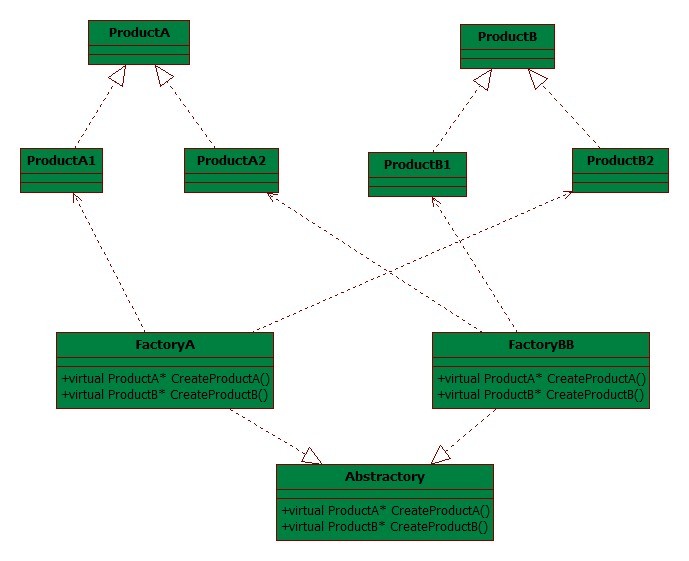 ProductA
ProductB
ProductA1
ProductA2
ProductB1
ProductB2
FactoryA
+virtual ProductA* CreateProductA()
+virtual ProductB* CreateProductB()
FactoryBB
+virtual ProductA* CreateProductA()
+virtual ProductB* CreateProductB()
Abstractory
+virtual ProductA* CreateProductA()
+virtual ProductB* CreateProductB()